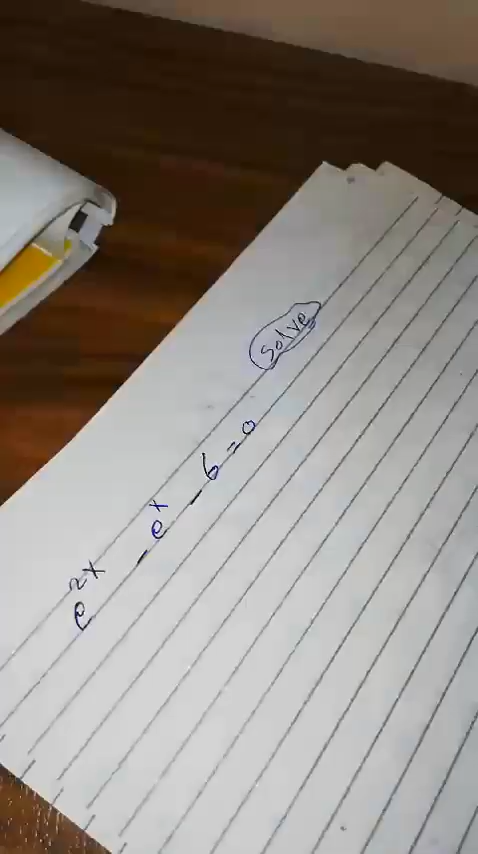 Solve
e^{2x} - e^x - 6 = 0